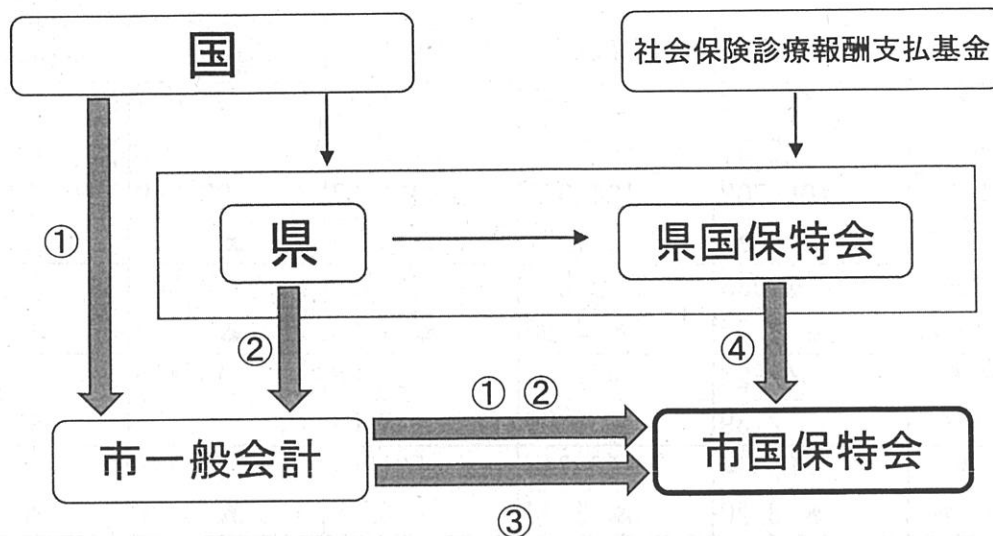 国
社会保険診療報酬支払基金
①
県
県国保特会
②
④
① ②
市一般会計
市国保特会
③